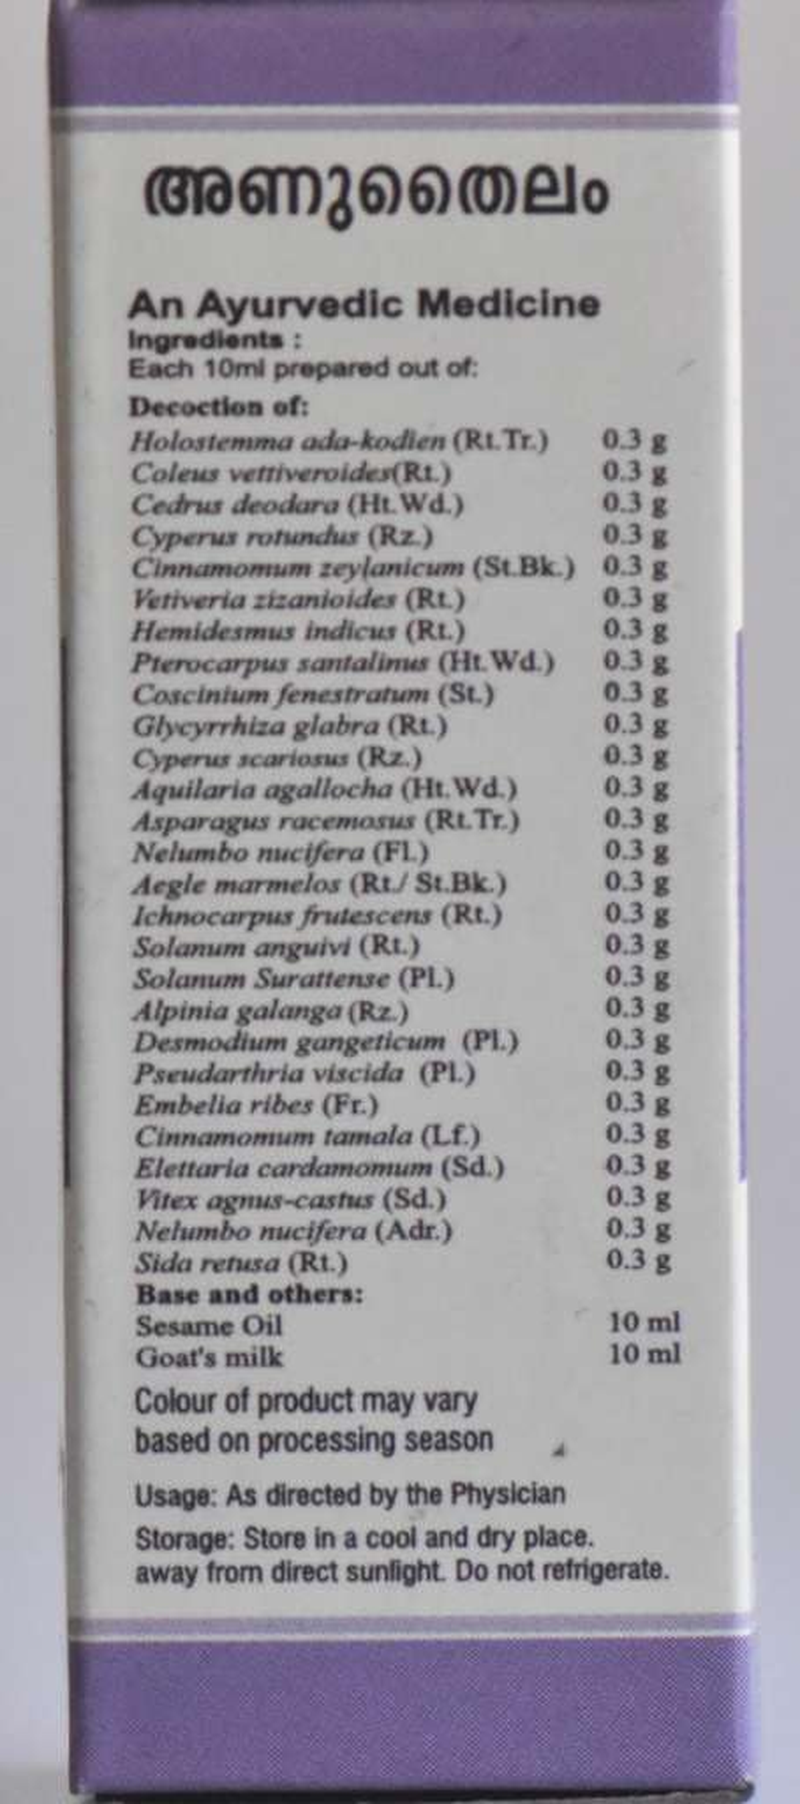 അണുതൈലം
An Ayurvedic Medicine
Ingredients :
Each 10ml prepared out of:
Decoction of:
Holostemma ada-kodien (Rt.Tr.) 0.3 g
Coleus vettiveroides(Rt.) 0.3 g
Cedrus deodara (Ht.Wd.) 0.3 g
Cyperus rotundus (Rz.) 0.3 g
Cinnamomum zeylanicum (St.Bk.) 0.3 g
Vetiveria zizanioides (Rt.) 0.3 g
Hemidesmus indicus (Rt.) 0.3 g
Pterocarpus santalinus (Ht.Wd.) 0.3 g
Coscinium fenestratum (St.) 0.3 g
Glycyrrhiza glabra (Rt.) 0.3 g
Cyperus scariosus (Rz.) 0.3 g
Aquilaria agallocha (Ht.Wd.) 0.3 g
Asparagus racemosus (Rt.Tr.) 0.3 g
Nelumbo nucifera (Fl.) 0.3 g
Aegle marmelos (Rt./ St.Bk.) 0.3 g
Ichnocarpus frutescens (Rt.) 0.3 g
Solanum anguivi (Rt.) 0.3 g
Solanum Surattense (Pl.) 0.3 g
Alpinia galanga (Rz.) 0.3 g
Desmodium gangeticum (Pl.) 0.3 g
Pseudarthria viscida (Pl.) 0.3 g
Embelia ribes (Fr.) 0.3 g
Cinnamomum tamala (Lf.) 0.3 g
Elettaria cardamomum (Sd.) 0.3 g
Vitex agnus-castus (Sd.) 0.3 g
Nelumbo nucifera (Adr.) 0.3 g
Sida retusa (Rt.) 0.3 g
Base and others:
Sesame Oil 10 ml
Goat's milk 10 ml
Colour of product may vary
based on processing season
Usage: As directed by the Physician
Storage: Store in a cool and dry place.
away from direct sunlight. Do not refrigerate.